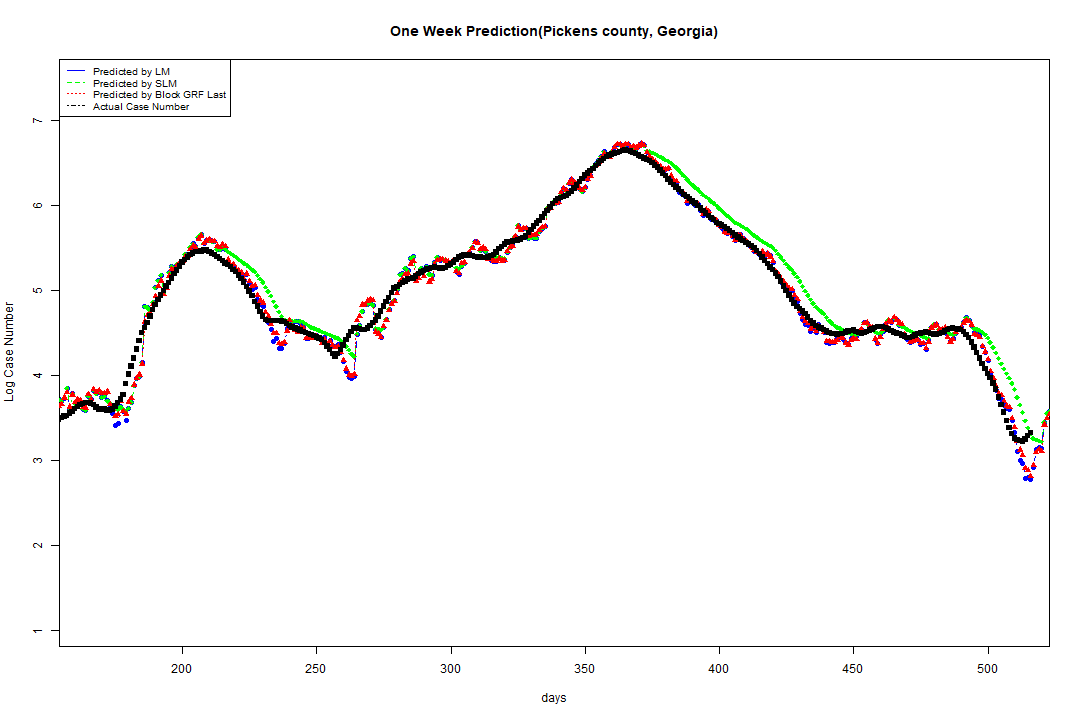 One Week Prediction(Pickens county, Georgia)
Predicted by LM
Predicted by SLM
Predicted by Block GRF Last
Actual Case Number
Log Case Number
7
6
5
4
3
2
1
200 250 300 350 400 450 500
days